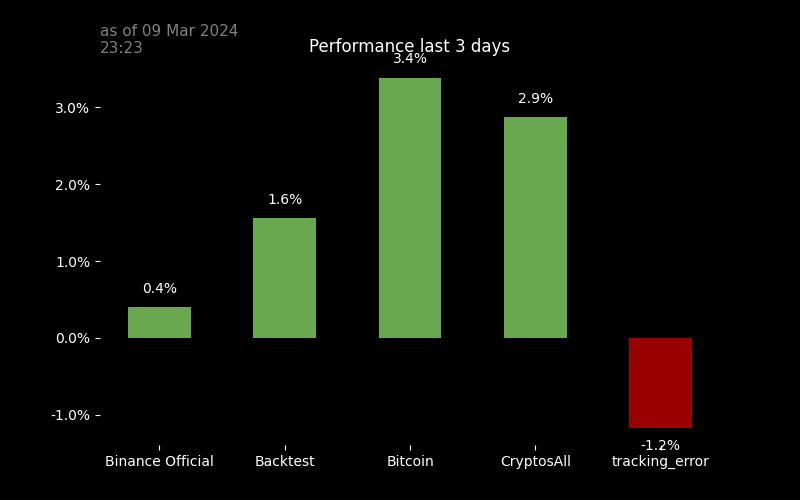 as of 09 Mar 2024
23:23
Performance last 3 days
3.4%
2.9%
1.6%
0.4%
-1.2%
3.0%
2.0%
1.0%
0.0%
-1.0%
Binance Official
Backtest
Bitcoin
CryptosAll
tracking_error